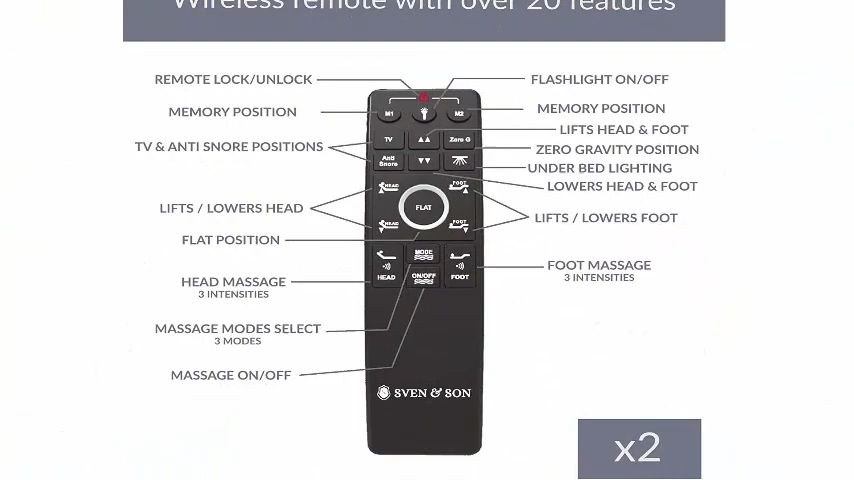 Wireless remote with over 20 features
REMOTE LOCK/UNLOCK
FLASHLIGHT ON/OFF
MEMORY POSITION
MEMORY POSITION
LIFTS HEAD & FOOT
TV & ANTI SNORE POSITIONS
ZERO GRAVITY POSITION
UNDER BED LIGHTING
LOWERS HEAD & FOOT
LIFTS / LOWERS HEAD
LIFTS / LOWERS FOOT
FLAT POSITION
HEAD MASSAGE
3 INTENSITIES
FOOT MASSAGE
3 INTENSITIES
MASSAGE MODES SELECT
3 MODES
MASSAGE ON/OFF
M1
M2
TV
Zero G
Anti
Snore
HEAD
FOOT
FLAT
HEAD
FOOT
MODE
HEAD
ON/OFF
FOOT
SVEN & SON
x2